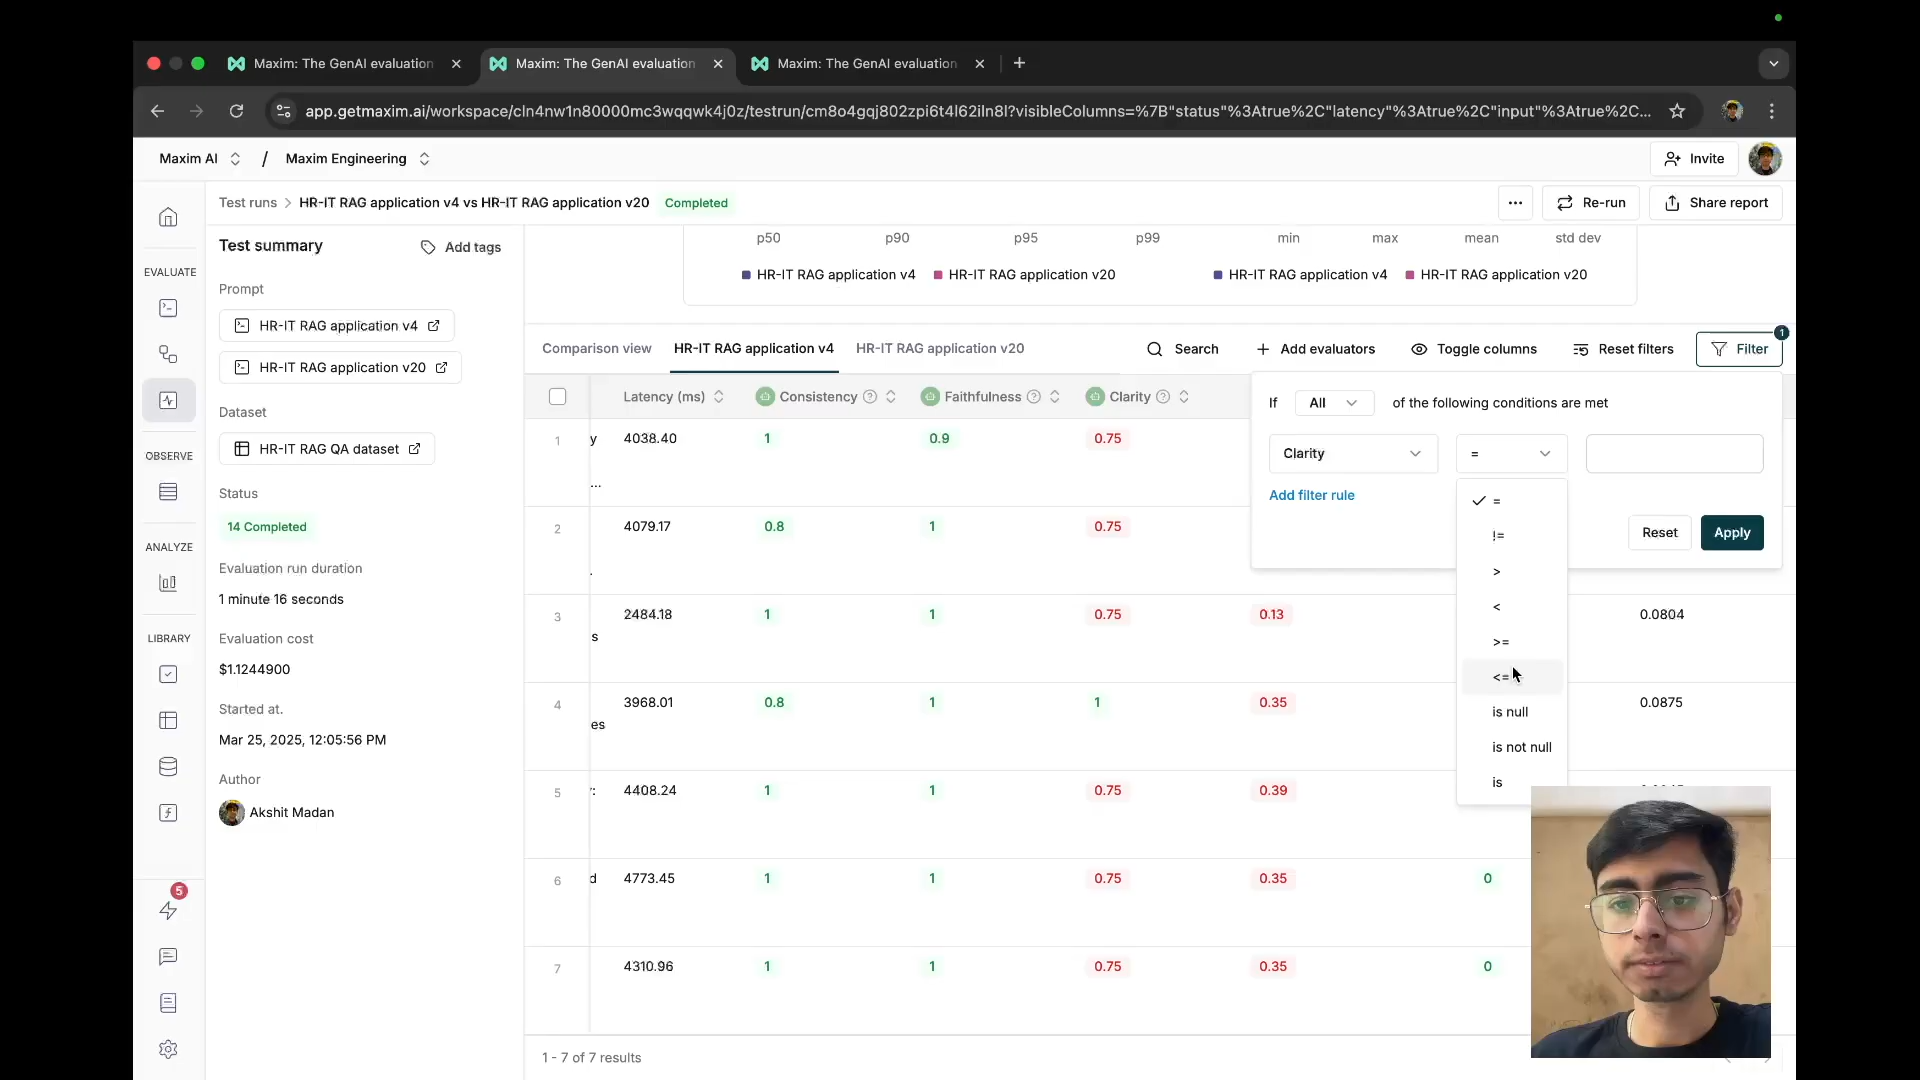 Maxim: The GenAI evaluation
Maxim: The GenAI evaluation
Maxim: The GenAI evaluation
app.getmaxim.ai/workspace/cln4nw1n80000mc3wqqwk4j0z/testrun/cm8o4gqj802zpi6t4l62iln8l?visibleColumns=%7B"status"%3Atrue%2C"latency"%3Atrue%2C"input"%3Atrue%2C...
Maxim AI / Maxim Engineering
Invite
Test runs > HR-IT RAG application v4 vs HR-IT RAG application v20 Completed
... Re-run Share report
EVALUATE
OBSERVE
ANALYZE
LIBRARY
5
Test summary Add tags
Prompt
HR-IT RAG application v4
HR-IT RAG application v20
Dataset
HR-IT RAG QA dataset
Status
14 Completed
Evaluation run duration
1 minute 16 seconds
Evaluation cost
$1.1244900
Started at.
Mar 25, 2025, 12:05:56 PM
Author
Akshit Madan
p50 p90 p95 p99 min max mean std dev
HR-IT RAG application v4 HR-IT RAG application v20 HR-IT RAG application v4 HR-IT RAG application v20
Comparison view HR-IT RAG application v4 HR-IT RAG application v20 Search Add evaluators Toggle columns Reset filters Filter 1
Latency (ms) Consistency Faithfulness Clarity
1 y 4038.40 1 0.9 0.75
...
2 4079.17 0.8 1 0.75
.
3 2484.18 1 1 0.75 0.13 0.0804
s
4 3968.01 0.8 1 1 0.35 0.0875
es
5 r: 4408.24 1 1 0.75 0.39
6 d 4773.45 1 1 0.75 0.35 0
7 4310.96 1 1 0.75 0.35 0
1 - 7 of 7 results
If All of the following conditions are met
Clarity =
Add filter rule
Reset Apply
=
!=
>
<
>=
<=
is null
is not null
is